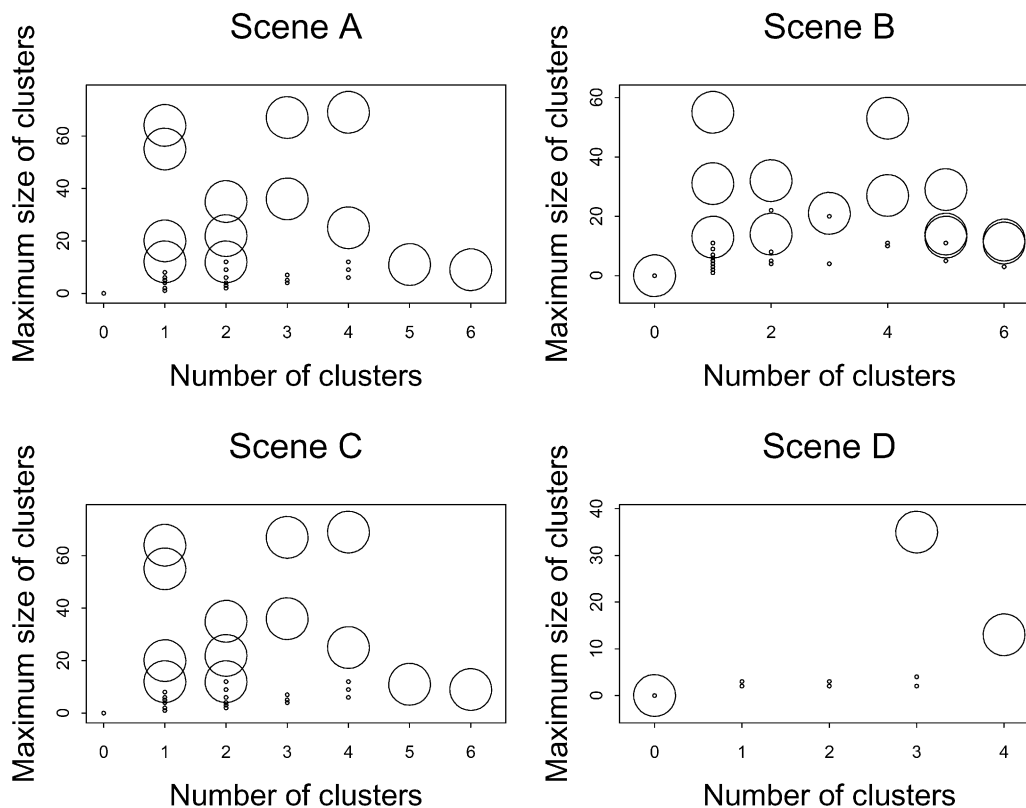 Scene A
Maximum size of clusters
60
40
20
0
0 1 2 3 4 5 6
Number of clusters
Scene B
Maximum size of clusters
60
40
20
0
0 2 4 6
Number of clusters
Scene C
Maximum size of clusters
60
40
20
0
0 1 2 3 4 5 6
Number of clusters
Scene D
Maximum size of clusters
40
30
20
10
0
0 1 2 3 4
Number of clusters